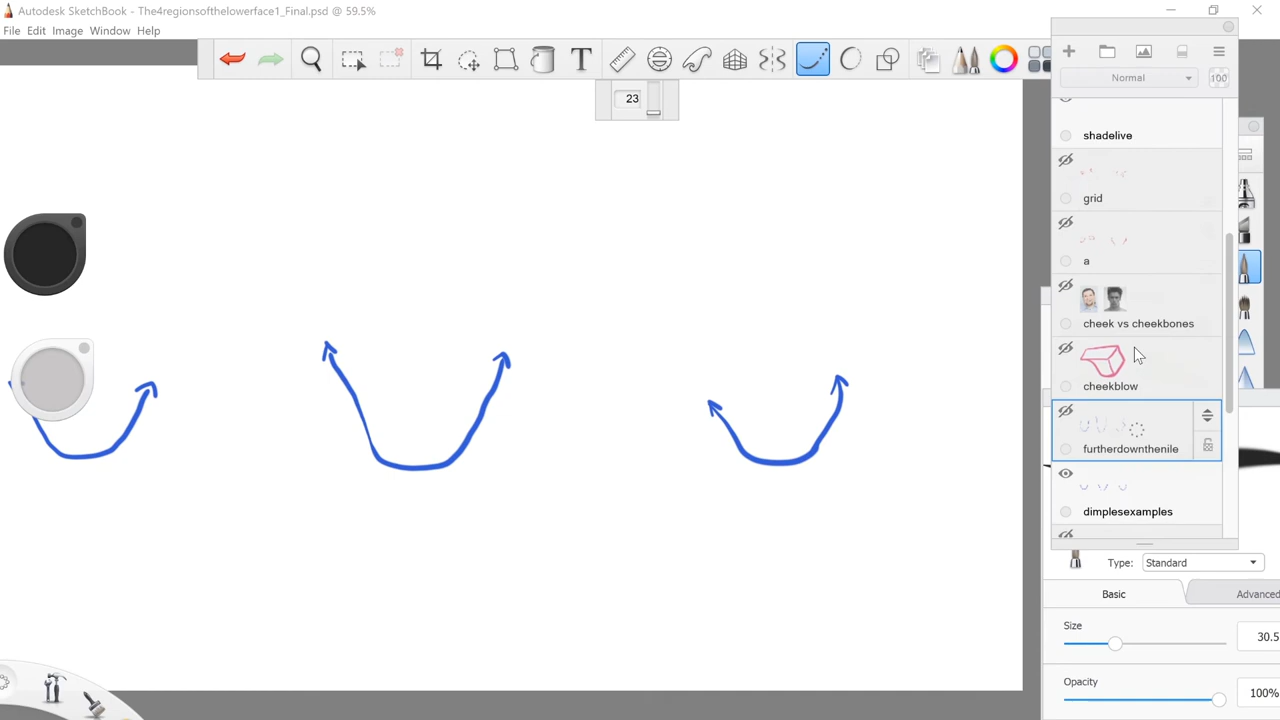 Autodesk SketchBook - The4regionsofthelowerface1_Final.psd @ 59.5%
File Edit Image Window Help
T
Normal
100
23
shadelive
grid
a
cheek vs cheekbones
cheekblow
furtherdownthenile
dimplesexamples
Type: Standard
Basic
Advanced
Size
30.5
Opacity
100%